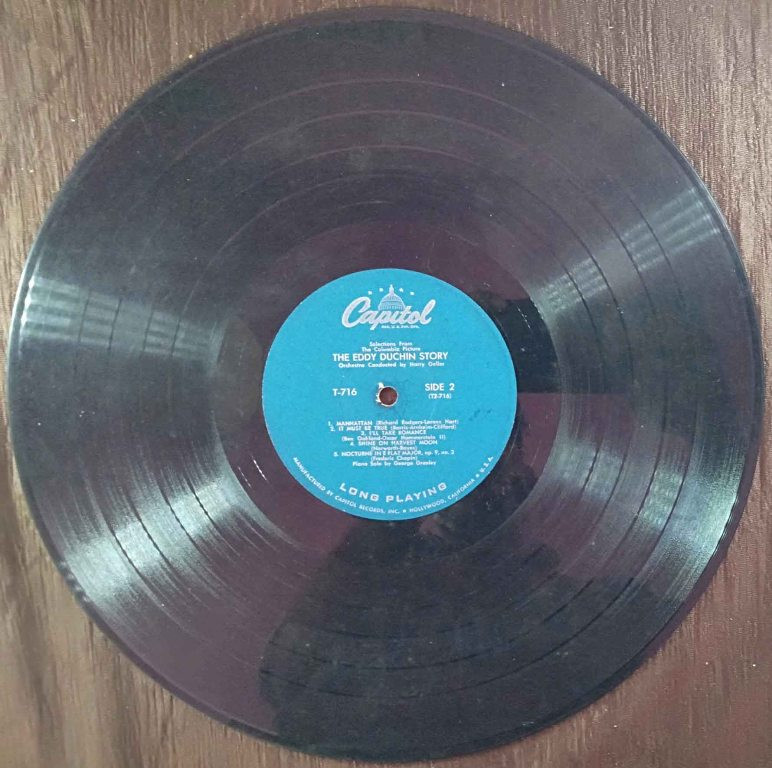 Capitol
REG. U.S. PAT. OFF.
Selections From
The Columbia Picture
THE EDDY DUCHIN STORY
Orchestra Conducted by Harry Geller
T-716
SIDE 2
(T2-716)
1. MANHATTAN (Richard Rodgers-Lorenz Hart)
2. IT MUST BE TRUE (Barris-Arnheim-Clifford)
3. I'LL TAKE ROMANCE
(Ben Oakland-Oscar Hammerstein II)
4. SHINE ON HARVEST MOON
(Norworth-Bayes)
5. NOCTURNE IN E FLAT MAJOR, op. 9, no. 2
(Frederic Chopin)
Piano Solo by George Greeley
LONG PLAYING
MANUFACTURED BY CAPITOL RECORDS, INC. ★ HOLLYWOOD, CALIFORNIA ★ U.S.A.